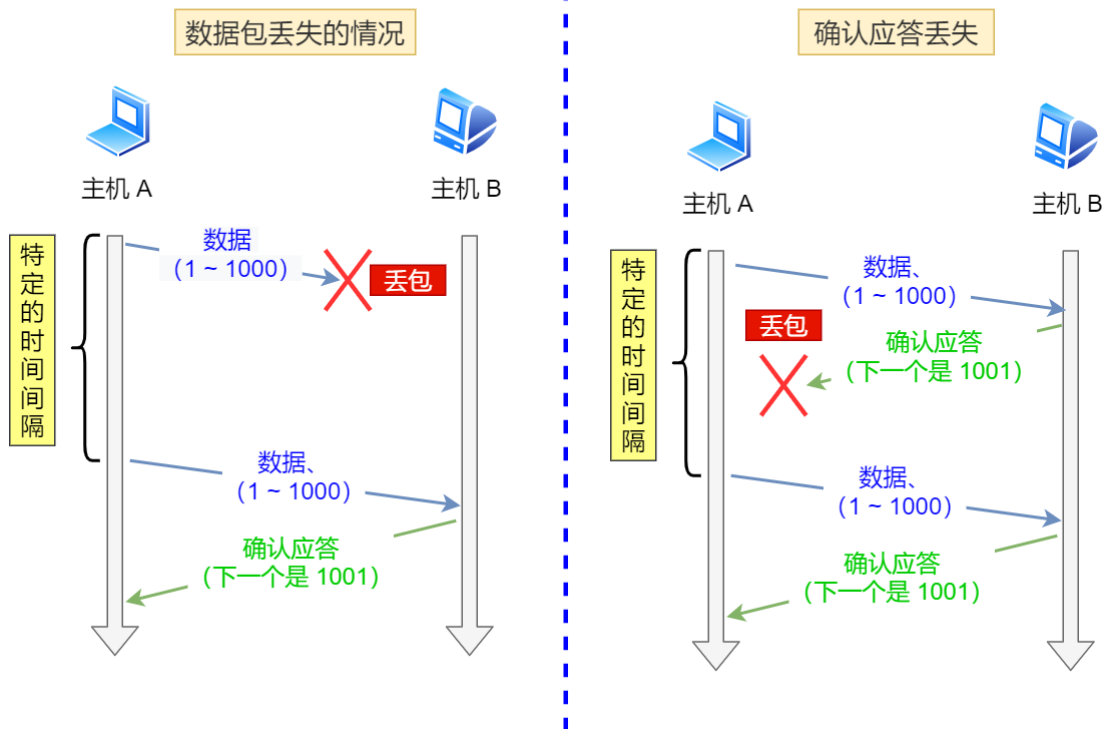 数据包丢失的情况
主机 A
主机 B
特定的时间间隔
数据
（1 ~ 1000）
丢包
数据、
（1 ~ 1000）
确认应答
（下一个是 1001）
确认应答丢失
主机 A
主机 B
特定的时间间隔
数据、
（1 ~ 1000）
丢包
确认应答
（下一个是 1001）
数据、
（1 ~ 1000）
确认应答
（下一个是 1001）